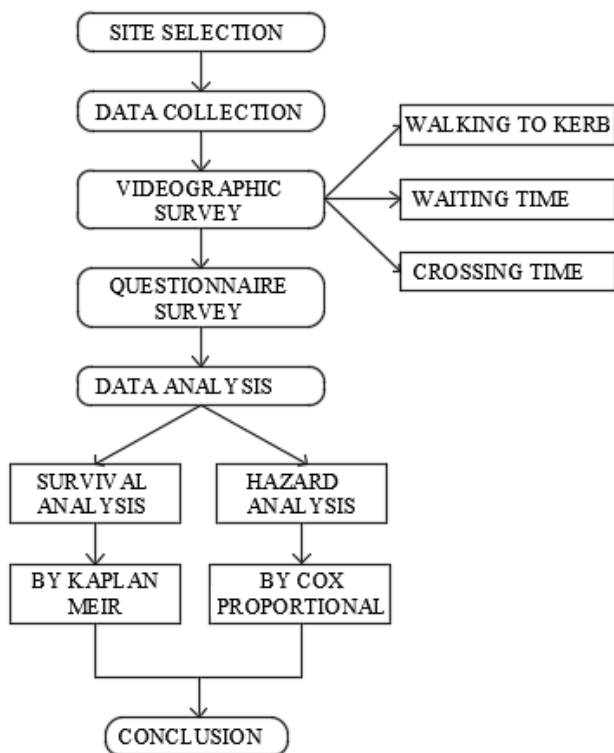 SITE SELECTION
DATA COLLECTION
VIDEOGRAPHIC
SURVEY
WALKING TO KERB
WAITING TIME
CROSSING TIME
QUESTIONNAIRE
SURVEY
DATA ANALYSIS
SURVIVAL
ANALYSIS
HAZARD
ANALYSIS
BY KAPLAN
MEIR
BY COX
PROPORTIONAL
CONCLUSION